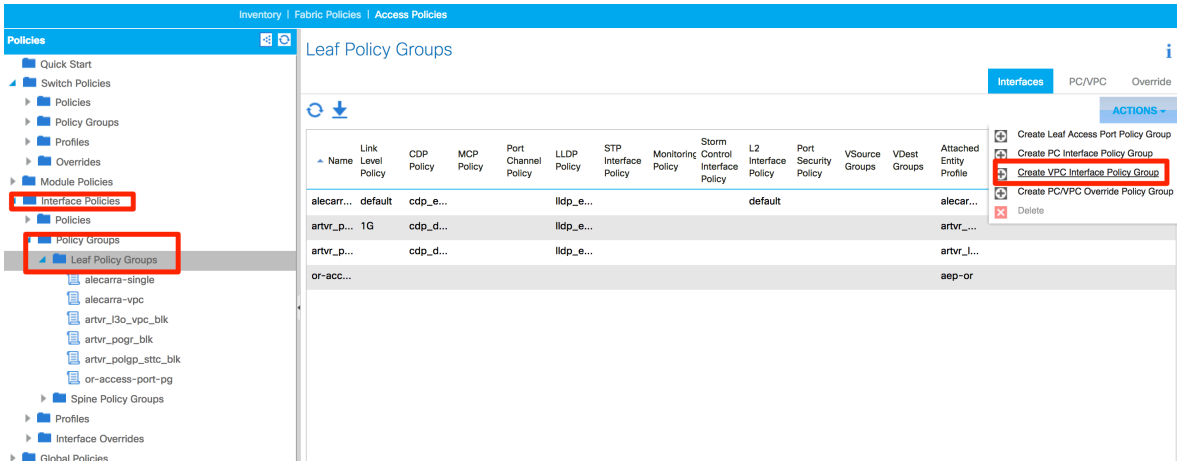 Inventory | Fabric Policies | Access Policies
Policies
Quick Start
Switch Policies
Policies
Policy Groups
Profiles
Overrides
Module Policies
Interface Policies
Policies
Policy Groups
Leaf Policy Groups
alecarra-single
alecarra-vpc
artvr_l3o_vpc_blk
artvr_pogr_blk
artvr_polgp_sttc_blk
or-access-port-pg
Spine Policy Groups
Profiles
Interface Overrides
Global Policies
Leaf Policy Groups
i
Interfaces PC/VPC Override
ACTIONS
Create Leaf Access Port Policy Group
Create PC Interface Policy Group
Create VPC Interface Policy Group
Create PC/VPC Override Policy Group
Delete
Name Link Level Policy CDP Policy MCP Policy Port Channel Policy LLDP Policy STP Interface Policy Monitoring Policy Storm Control Interface Policy L2 Interface Policy Port Security Policy VSource Groups VDest Groups Attached Entity Profile
alecarr... default cdp_e... lldp_e... default alecar...
artvr_p... 1G cdp_d... lldp_e... artvr_...
artvr_p... cdp_d... lldp_e... artvr_l...
or-acc... aep-or